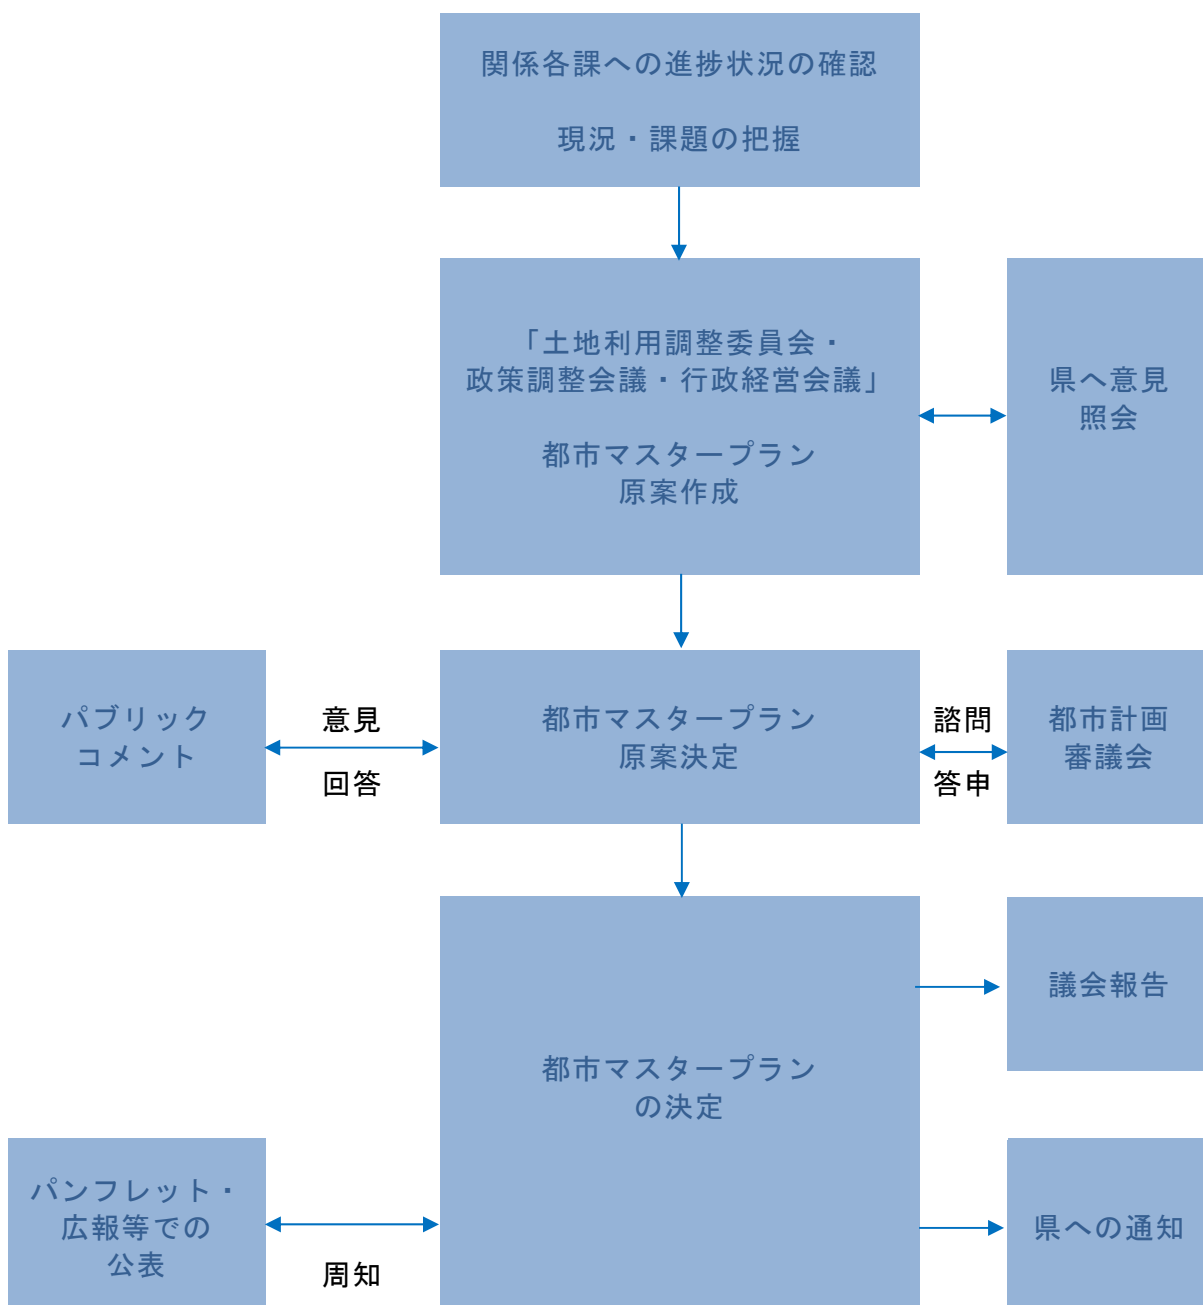 関係各課への進捗状況の確認
現況・課題の把握
「土地利用調整委員会・
政策調整会議・行政経営会議」
都市マスタープラン
原案作成
県へ意見
照会
パブリック
コメント
意見
回答
都市マスタープラン
原案決定
諮問
答申
都市計画
審議会
都市マスタープラン
の決定
議会報告
パンフレット・
広報等での
公表
周知
県への通知